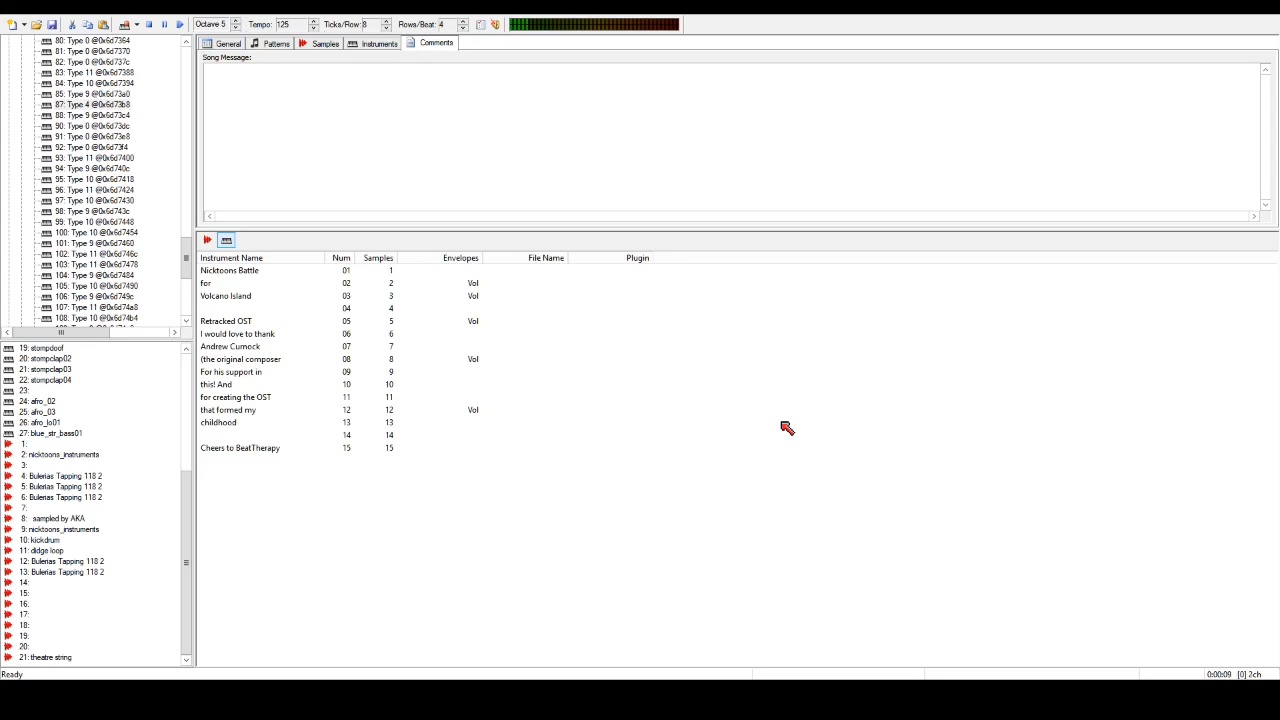 Octave 5 Tempo: 125 Ticks/Row: 8 Rows/Beat: 4
General Patterns Samples Instruments Comments
Song Message:
80: Type 0 @0x6d7364
81: Type 0 @0x6d7370
82: Type 0 @0x6d737c
83: Type 11 @0x6d7388
84: Type 10 @0x6d7394
85: Type 9 @0x6d73a0
87: Type 4 @0x6d73b8
88: Type 9 @0x6d73c4
90: Type 0 @0x6d73dc
91: Type 0 @0x6d73e8
92: Type 0 @0x6d73f4
93: Type 11 @0x6d7400
94: Type 9 @0x6d740c
95: Type 10 @0x6d7418
96: Type 11 @0x6d7424
97: Type 10 @0x6d7430
98: Type 9 @0x6d743c
99: Type 10 @0x6d7448
100: Type 10 @0x6d7454
101: Type 9 @0x6d7460
102: Type 11 @0x6d746c
103: Type 11 @0x6d7478
104: Type 9 @0x6d7484
105: Type 10 @0x6d7490
106: Type 9 @0x6d749c
107: Type 11 @0x6d74a8
108: Type 10 @0x6d74b4
19: stompdoof
20: stompclap02
21: stompclap03
22: stompclap04
23:
24: afro_02
25: afro_03
26: afro_lo01
27: blue_str_bass01
1:
2: nicktoons_instruments
3:
4: Bulerias Tapping 118 2
5: Bulerias Tapping 118 2
6: Bulerias Tapping 118 2
7:
8: sampled by AKA
9: nicktoons_instruments
10: kickdrum
11: didge loop
12: Bulerias Tapping 118 2
13: Bulerias Tapping 118 2
14:
15:
16:
17:
18:
19:
20:
21: theatre string
Instrument Name Num Samples Envelopes File Name Plugin
Nicktoons Battle 01 1
for 02 2 Vol
Volcano Island 03 3 Vol
04 4
Retracked OST 05 5 Vol
I would love to thank 06 6
Andrew Curnock 07 7
(the original composer 08 8 Vol
For his support in 09 9
this! And 10 10
for creating the OST 11 11
that formed my 12 12 Vol
childhood 13 13
14 14
Cheers to BeatTherapy 15 15
Ready 0:00:09 [0] 2ch